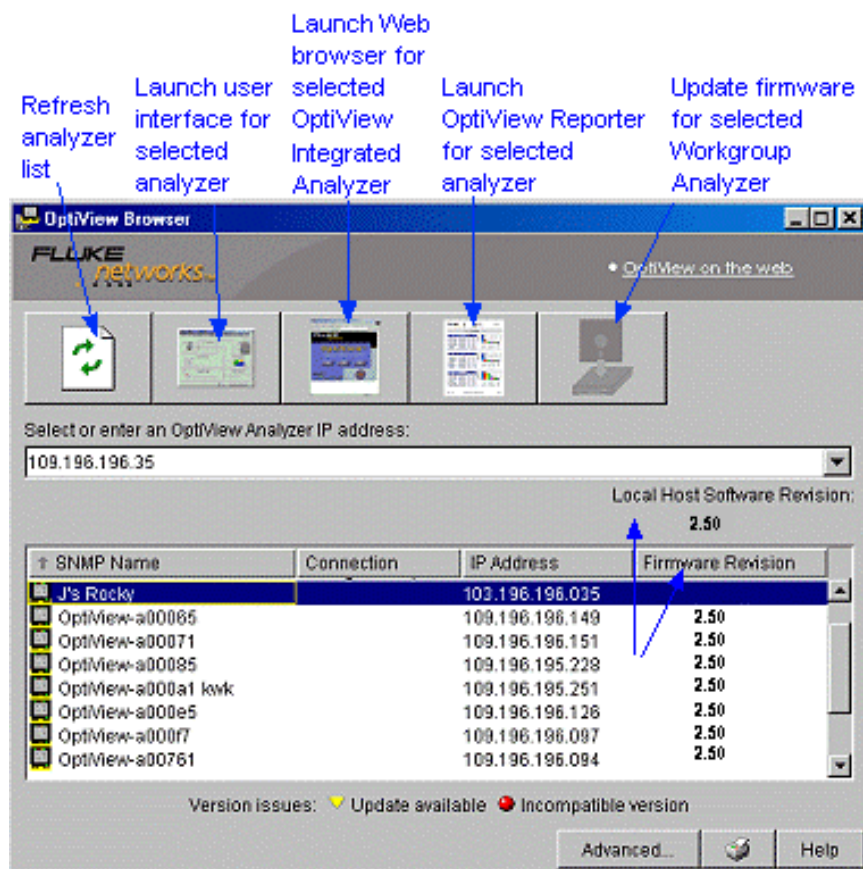 Refresh
analyzer
list
Launch user
interface for
selected
analyzer
Launch Web
browser for
selected
OptiView
Integrated
Analyzer
Launch
OptiView Reporter
for selected
analyzer
Update firmware
for selected
Workgroup
Analyzer
OptiView Browser
FLUKE
networks
OptiView on the web
Select or enter an OptiView Analyzer IP address:
109.196.196.35
Local Host Software Revision:
2.50
SNMP Name Connection IP Address Firmware Revision
J's Rocky 103.196.196.035
OptiView-a00065 109.196.196.149 2.50
OptiView-a00071 109.196.196.151 2.50
OptiView-a00085 109.196.195.228 2.50
OptiView-a000a1 kwk 109.196.195.251 2.50
OptiView-a000e5 109.196.196.126 2.50
OptiView-a000f7 109.196.196.097 2.50
OptiView-a00761 109.196.196.094 2.50
Version issues: Update available Incompatible version
Advanced... Help